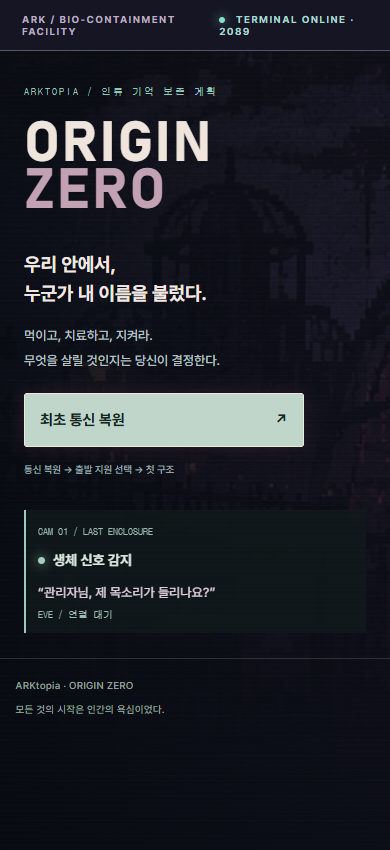 ARK / BIO-CONTAINMENT
FACILITY
TERMINAL ONLINE ·
2089
ARKTOPIA / 인류 기억 보존 계획
ORIGIN
ZERO
우리 안에서,
누군가 내 이름을 불렀다.
먹이고, 치료하고, 지켜라.
무엇을 살릴 것인지는 당신이 결정한다.
최초 통신 복원 ↗
통신 복원 → 출발 지원 선택 → 첫 구조
CAM 01 / LAST ENCLOSURE
생체 신호 감지
“관리자님, 제 목소리가 들리나요?”
EVE / 연결 대기
ARKtopia · ORIGIN ZERO
모든 것의 시작은 인간의 욕심이었다.